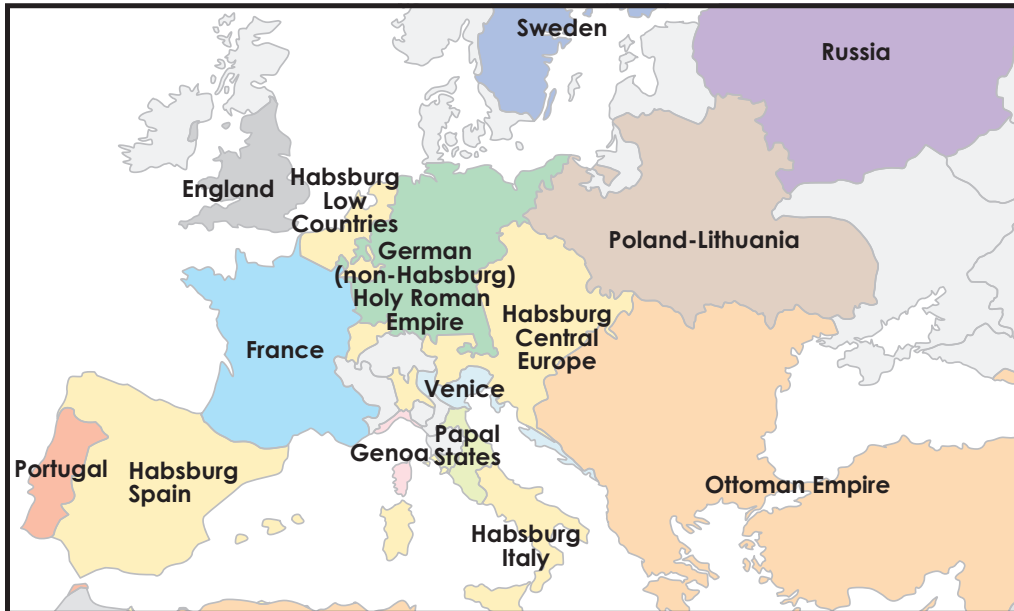 Sweden
Russia
England
Habsburg
Low
Countries
Poland-Lithuania
German
(non-Habsburg)
Holy Roman
Empire
Habsburg
Central
Europe
France
Venice
Genoa
Papal
States
Portugal
Habsburg
Spain
Ottoman Empire
Habsburg
Italy